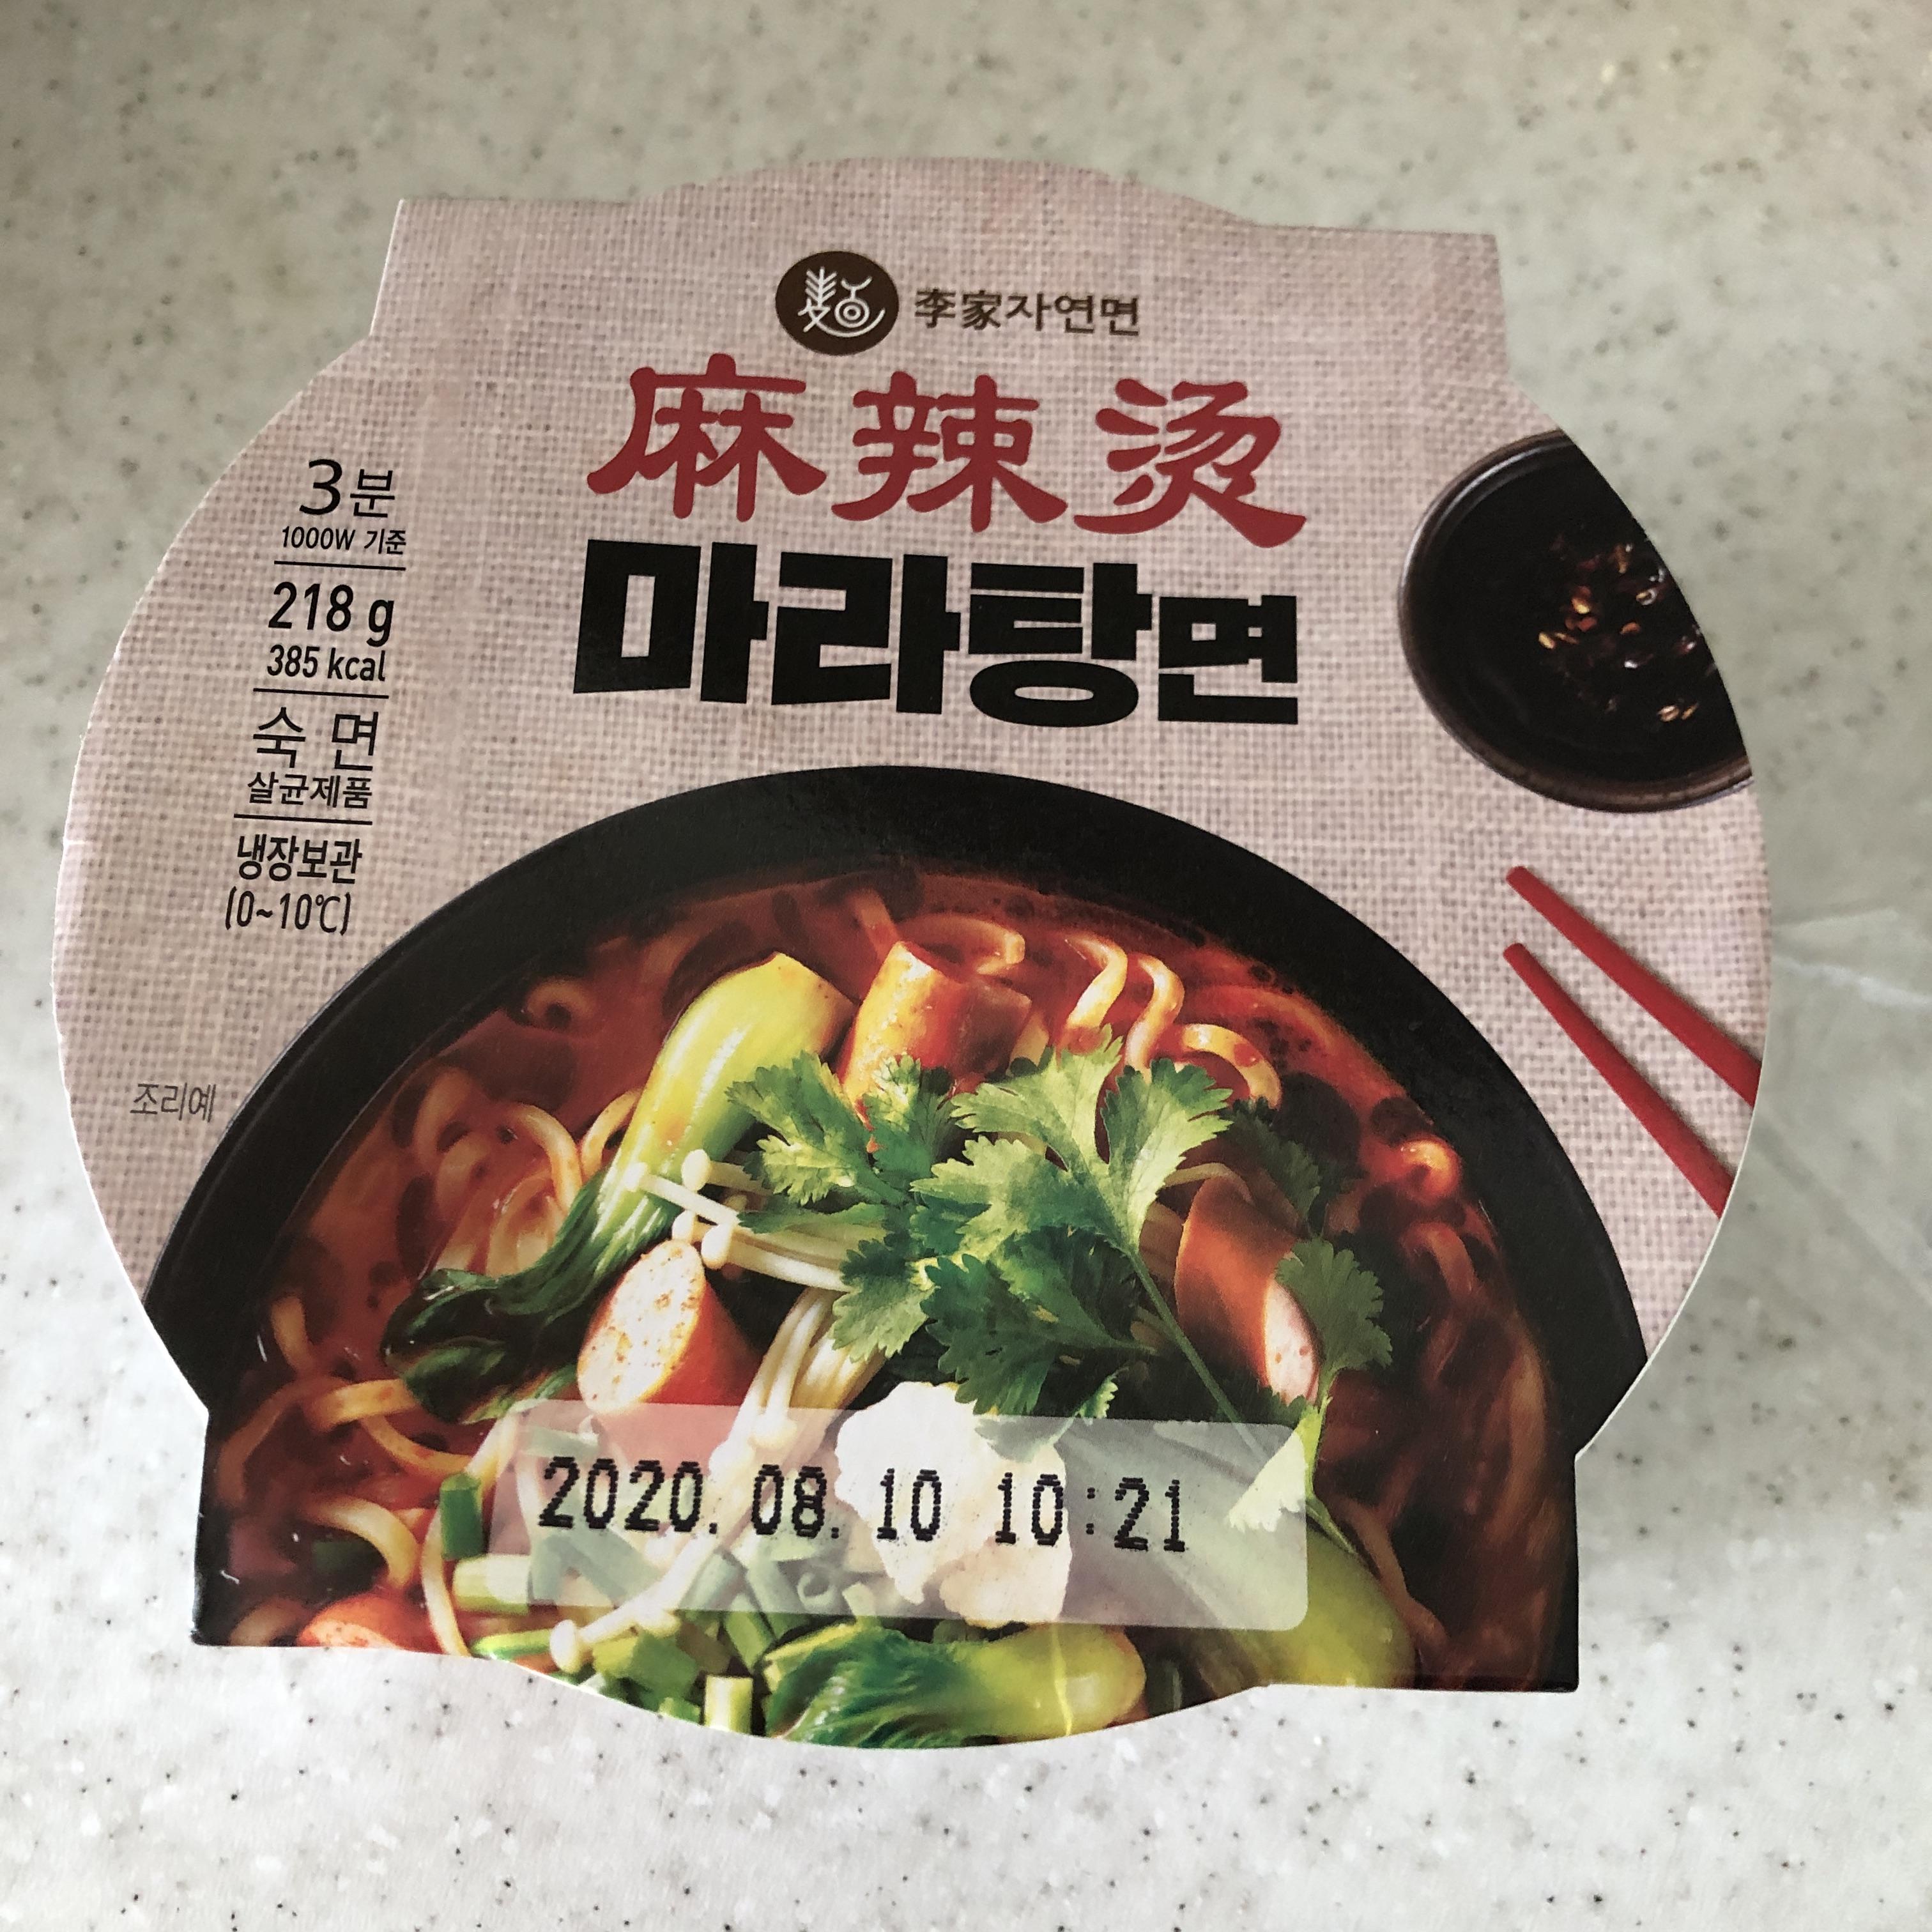 麵 李家자연면
麻辣烫
마라탕면
3분
1000W 기준
218 g
385 kcal
숙면
살균제품
냉장보관
(0~10℃)
조리예
2020. 08. 10 10:21